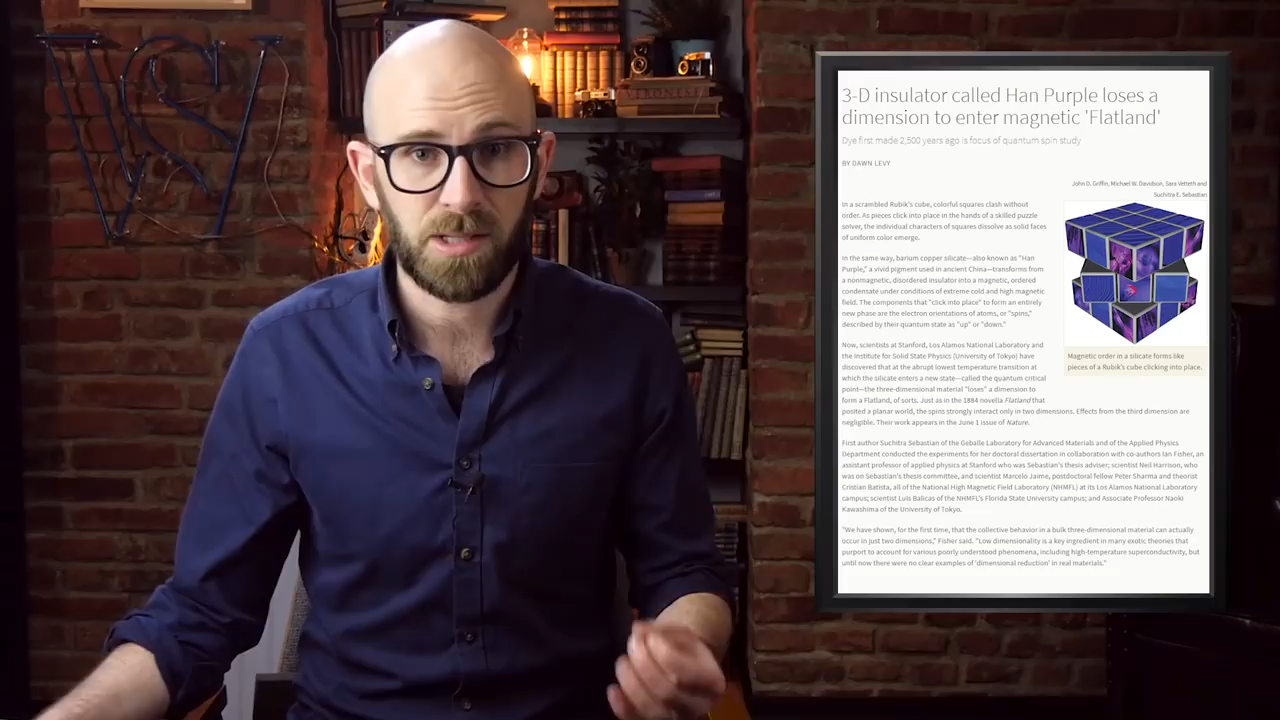 3-D insulator called Han Purple loses a
dimension to enter magnetic 'Flatland'
Dye first made 2,500 years ago is focus of quantum spin study
BY DAWN LEVY
John D. Griffin, Michael W. Davidson, Sara Vetteth and
Suchitra E. Sebastian
In a scrambled Rubik's cube, colorful squares clash without
order. As pieces click into place in the hands of a skilled puzzle
solver, the individual characters of squares dissolve as solid faces
of uniform color emerge.
In the same way, barium copper silicate—also known as "Han
Purple," a vivid pigment used in ancient China—transforms from
a nonmagnetic, disordered insulator into a magnetic, ordered
condensate under conditions of extreme cold and high magnetic
field. The components that "click into place" to form an entirely
new phase are the electron orientations of atoms, or "spins,"
described by their quantum state as "up" or "down."
Now, scientists at Stanford, Los Alamos National Laboratory and
the Institute for Solid State Physics (University of Tokyo) have
discovered that at the abrupt lowest temperature transition at
which the silicate enters a new state—called the quantum critical
point—the three-dimensional material "loses" a dimension to
form a Flatland, of sorts. Just as in the 1884 novella Flatland that
posited a planar world, the spins strongly interact only in two dimensions. Effects from the third dimension are
negligible. Their work appears in the June 1 issue of Nature.
Magnetic order in a silicate forms like
pieces of a Rubik's cube clicking into place.
First author Suchitra Sebastian of the Geballe Laboratory for Advanced Materials and of the Applied Physics
Department conducted the experiments for her doctoral dissertation in collaboration with co-authors Ian Fisher, an
assistant professor of applied physics at Stanford who was Sebastian's thesis adviser; scientist Neil Harrison, who
was on Sebastian's thesis committee, and scientist Marcelo Jaime, postdoctoral fellow Peter Sharma and theorist
Cristian Batista, all of the National High Magnetic Field Laboratory (NHMFL) at its Los Alamos National Laboratory
campus; scientist Luis Balicas of the NHMFL's Florida State University campus; and Associate Professor Naoki
Kawashima of the University of Tokyo.
"We have shown, for the first time, that the collective behavior in a bulk three-dimensional material can actually
occur in just two dimensions," Fisher said. "Low dimensionality is a key ingredient in many exotic theories that
purport to account for various poorly understood phenomena, including high-temperature superconductivity, but
until now there were no clear examples of 'dimensional reduction' in real materials."
VERONESE